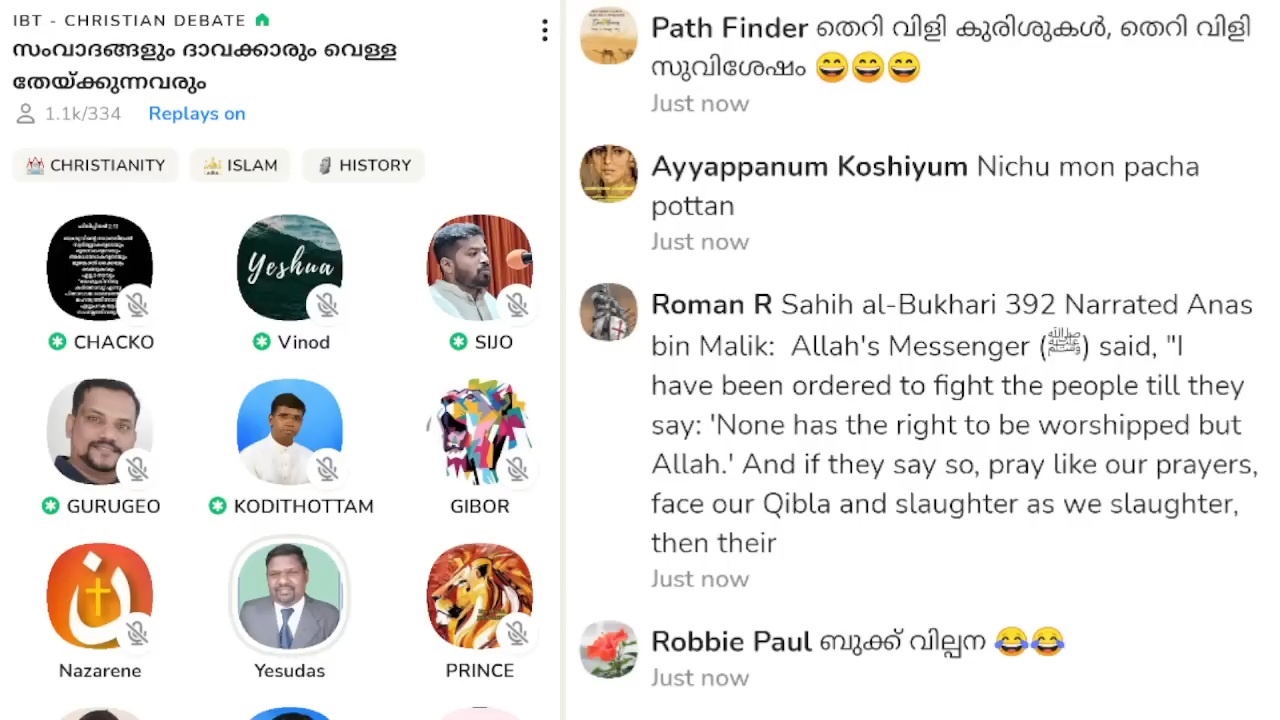 IBT - CHRISTIAN DEBATE
സംവാദങ്ങളും ദാവക്കാരും വെള്ള
തേയ്ക്കുന്നവരും
1.1k/334 Replays on
CHRISTIANITY ISLAM HISTORY
Yeshua
CHACKO Vinod SIJO
GURUGEO KODITHOTTAM GIBOR
Nazarene Yesudas PRINCE
Path Finder തെറി വിളി കുരിശുകൾ, തെറി വിളി
സുവിശേഷം 😄😄😄
Just now
Ayyappanum Koshiyum Nichu mon pacha
pottan
Just now
Roman R Sahih al-Bukhari 392 Narrated Anas
bin Malik: Allah's Messenger (ﷺ) said, "I
have been ordered to fight the people till they
say: 'None has the right to be worshipped but
Allah.' And if they say so, pray like our prayers,
face our Qibla and slaughter as we slaughter,
then their
Just now
Robbie Paul ബുക്ക് വില്പന 😂😂
Just now